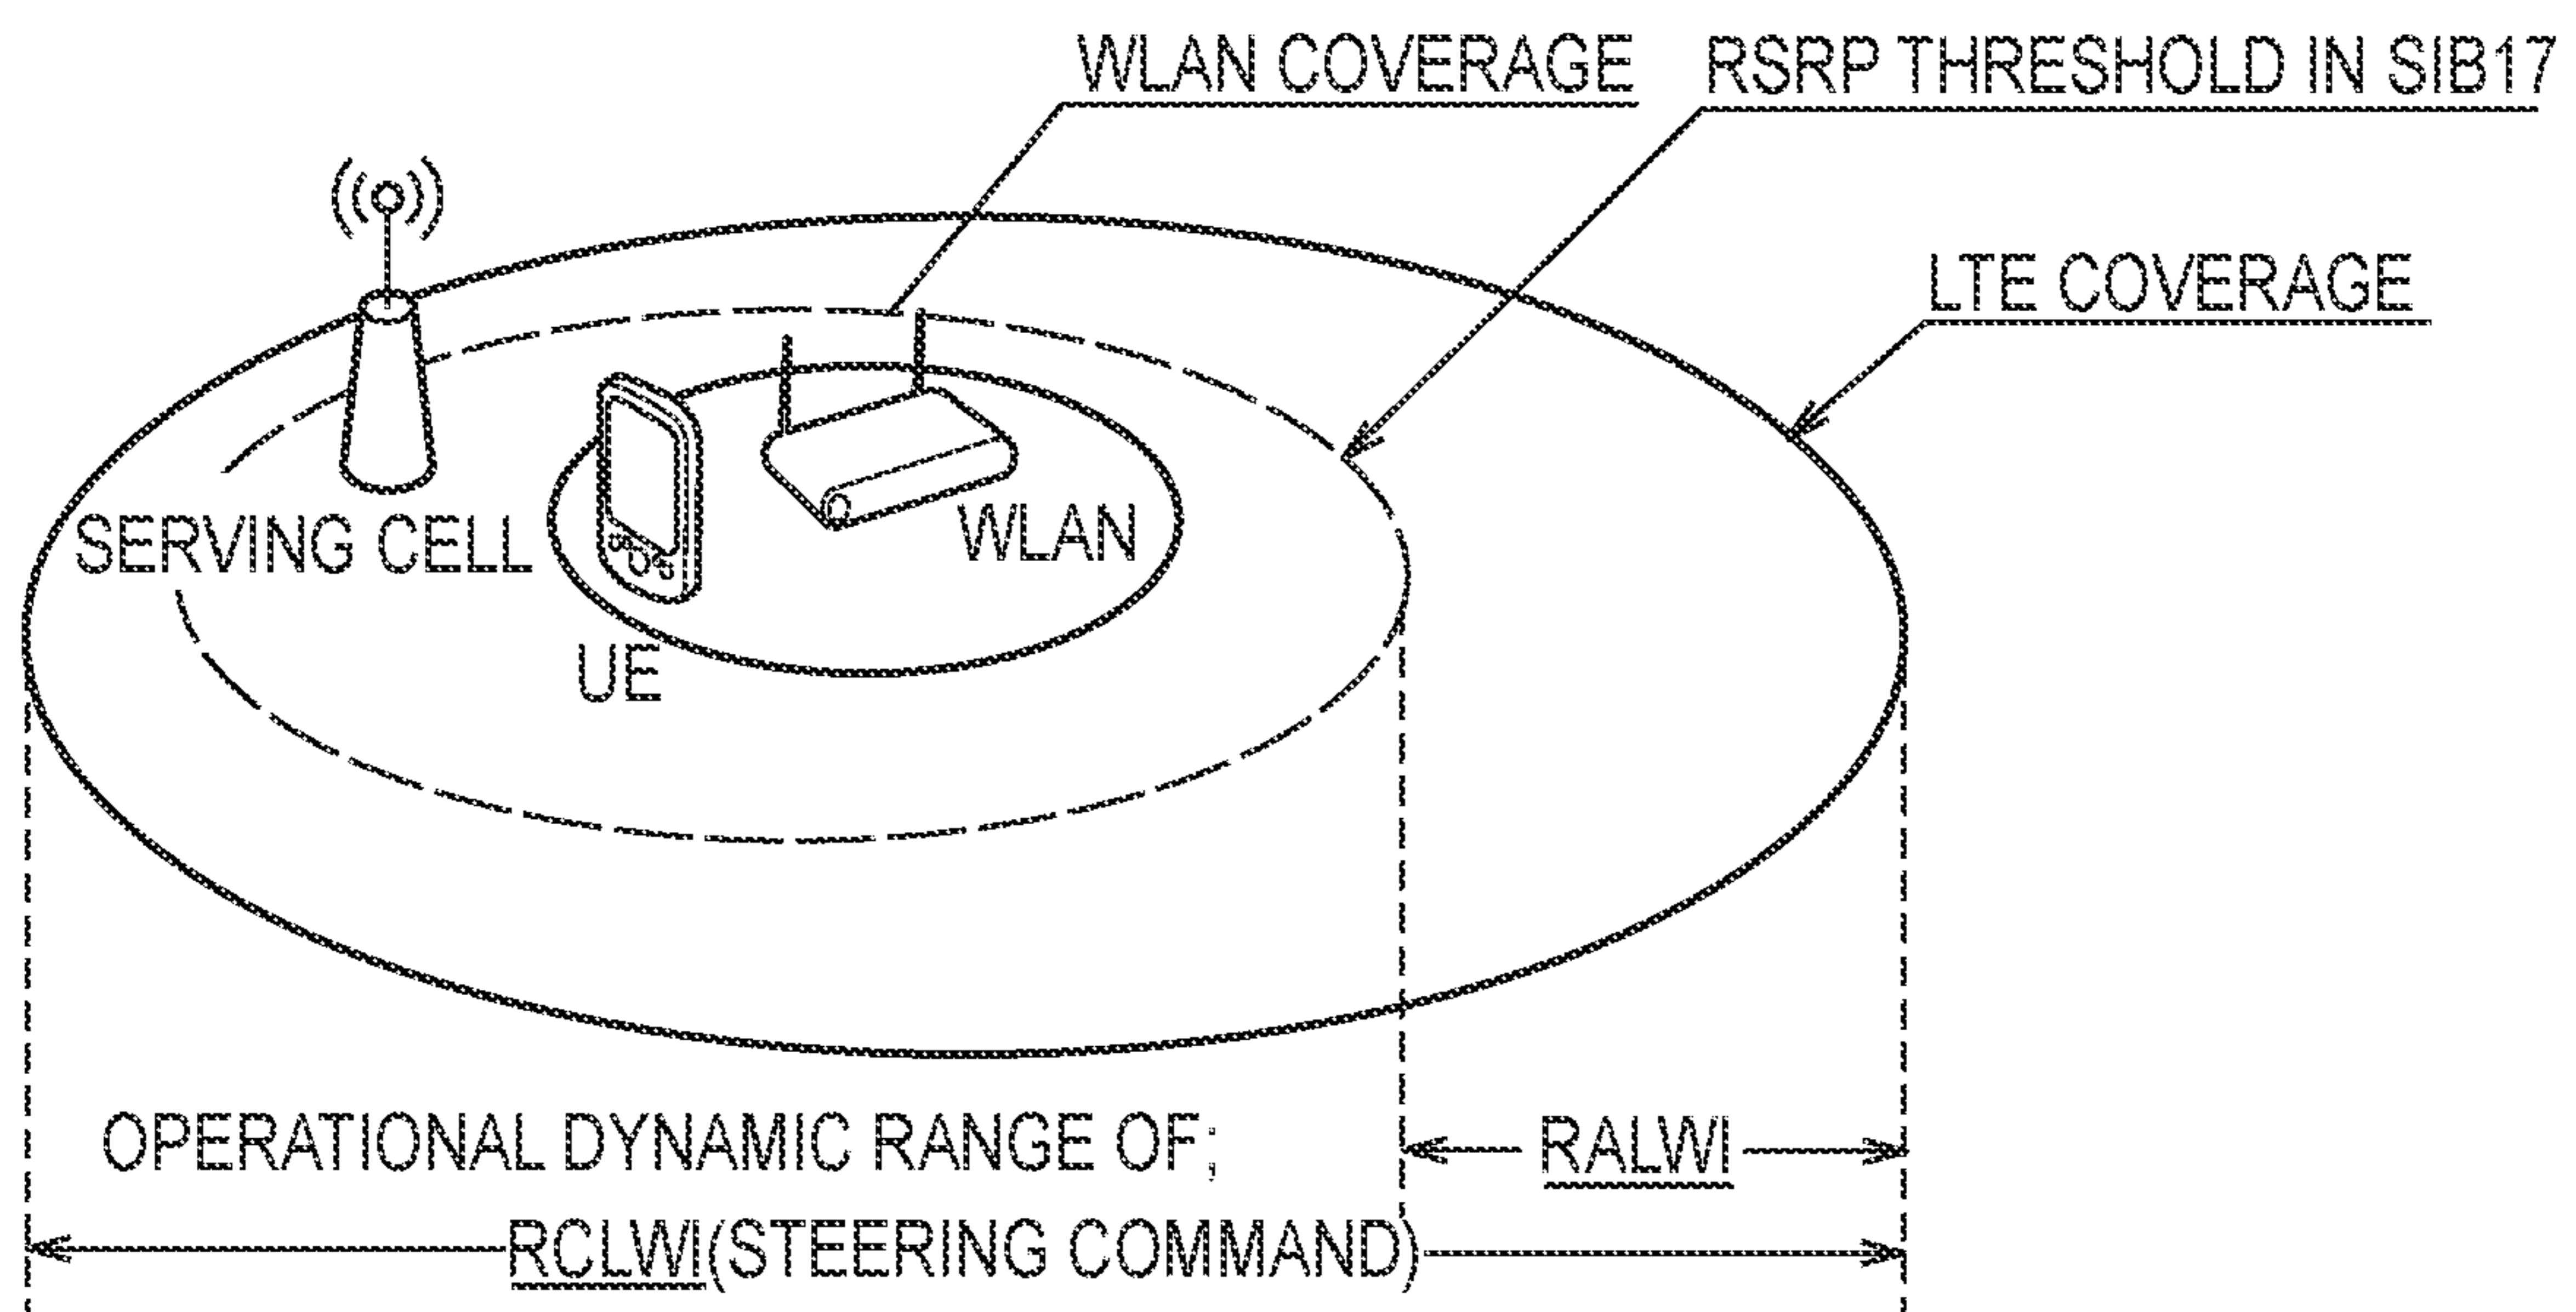 WLAN COVERAGE
RSRP THRESHOLD IN SIB17
LTE COVERAGE
SERVING CELL
WLAN
UE
OPERATIONAL DYNAMIC RANGE OF;
RALWI
RCLWI(STEERING COMMAND)